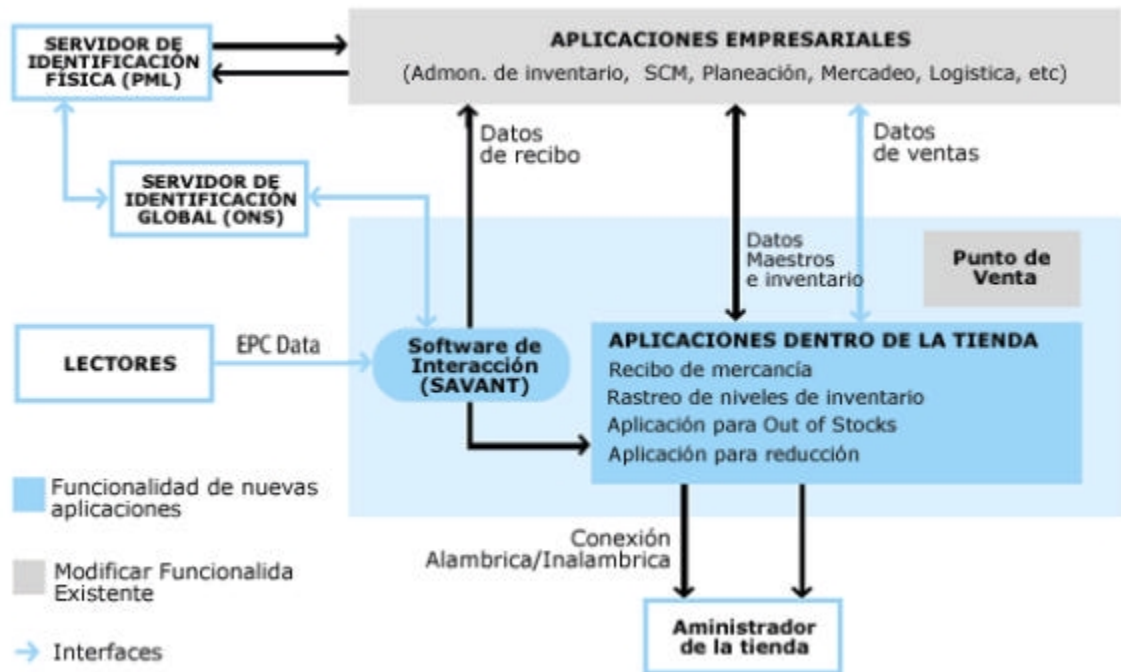 SERVIDOR DE
IDENTIFICACIÓN
FÍSICA (PML)
APLICACIONES EMPRESARIALES
(Admon. de inventario, SCM, Planeación, Mercadeo, Logistica, etc)
Datos
de recibo
Datos
de ventas
SERVIDOR DE
IDENTIFICACIÓN
GLOBAL (ONS)
Datos
Maestros
e inventario
Punto de
Venta
LECTORES
EPC Data
Software de
Interacción
(SAVANT)
APLICACIONES DENTRO DE LA TIENDA
Recibo de mercancía
Rastreo de niveles de inventario
Aplicación para Out of Stocks
Aplicación para reducción
Funcionalidad de nuevas
aplicaciones
Conexión
Alambrica/Inalambrica
Modificar Funcionalida
Existente
Aministrador
de la tienda
Interfaces